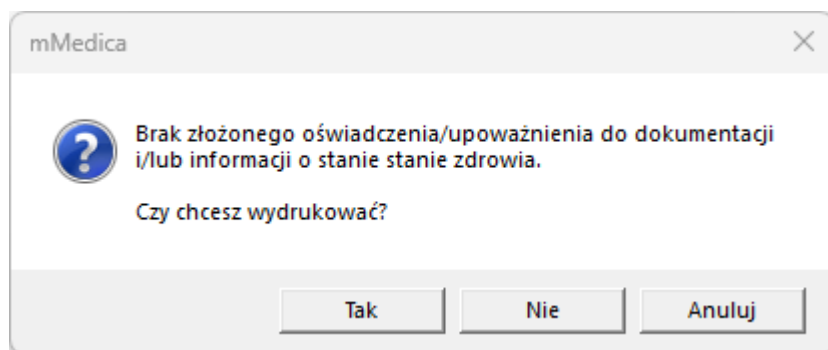 mMedica
Brak złożonego oświadczenia/upoważnienia do dokumentacji
i/lub informacji o stanie stanie zdrowia.
Czy chcesz wydrukować?
Tak
Nie
Anuluj